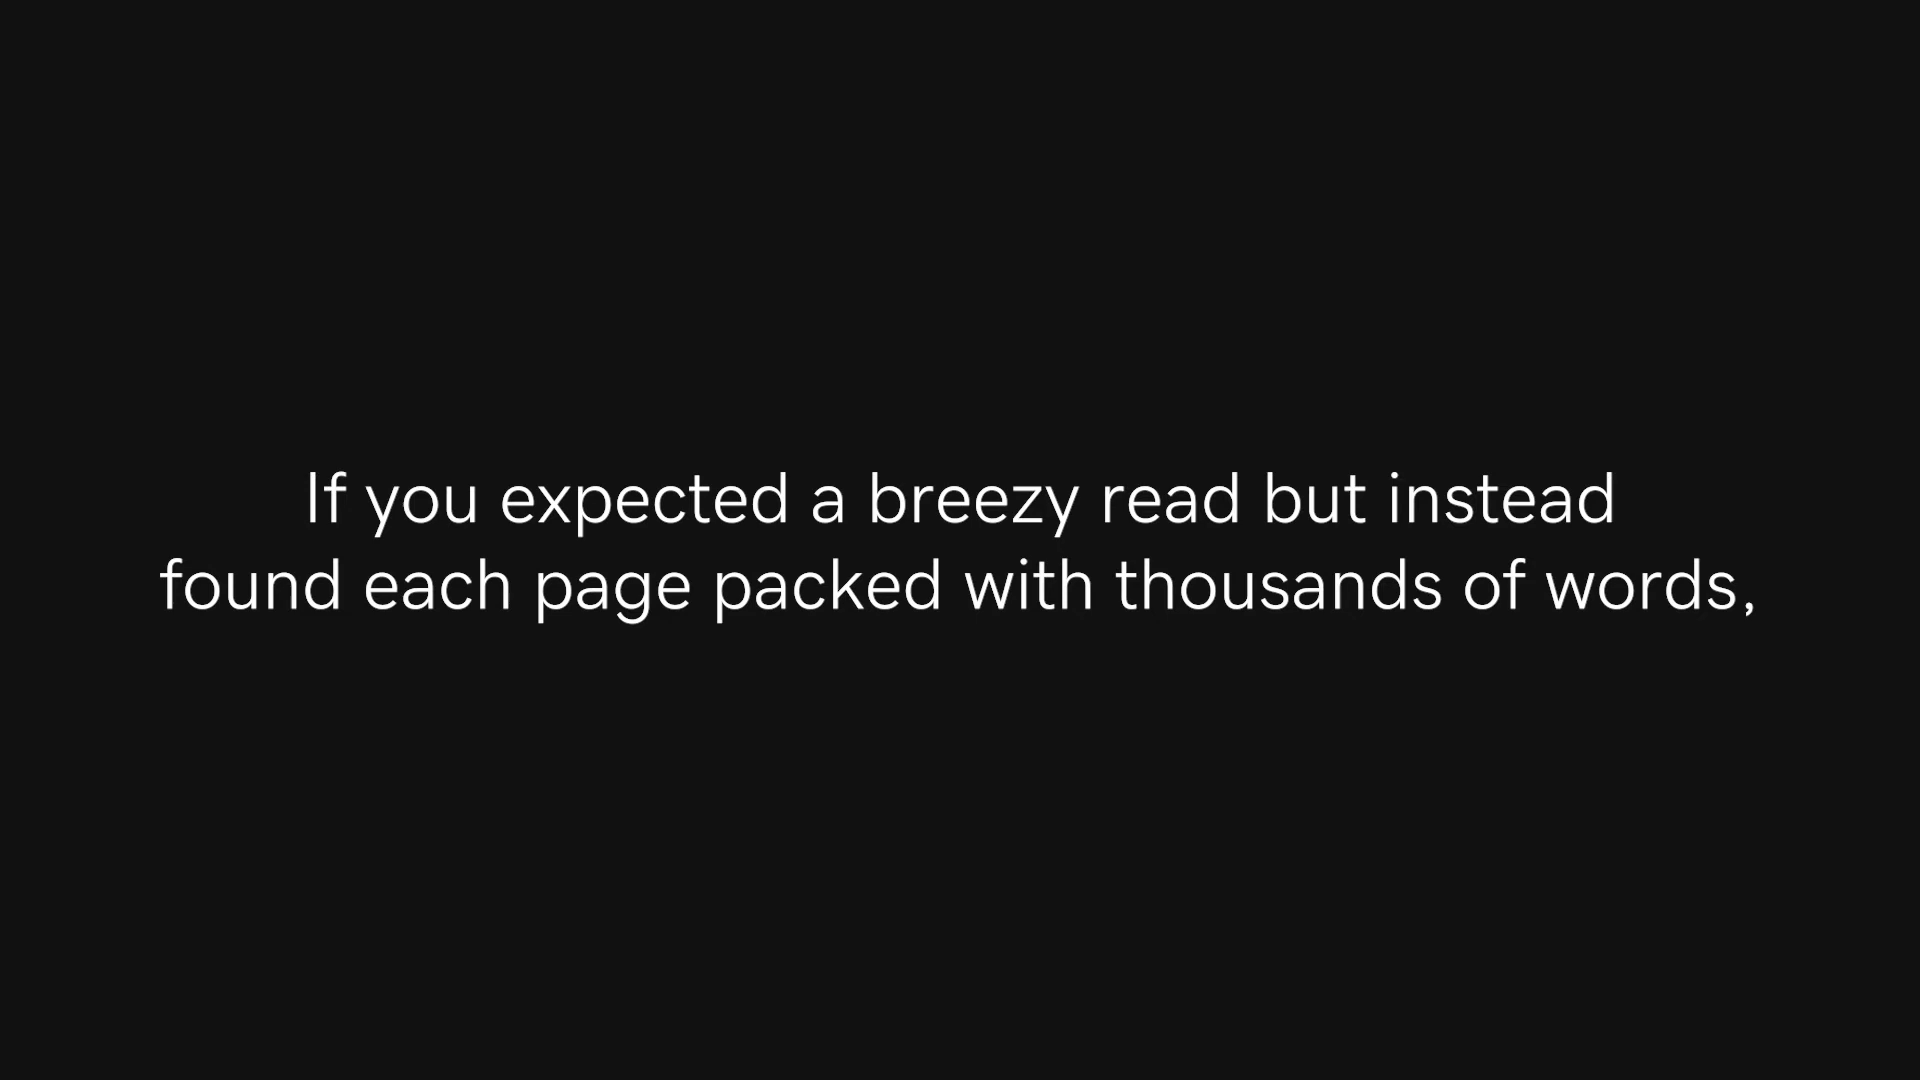 If you expected a breezy read but instead
found each page packed with thousands of words,